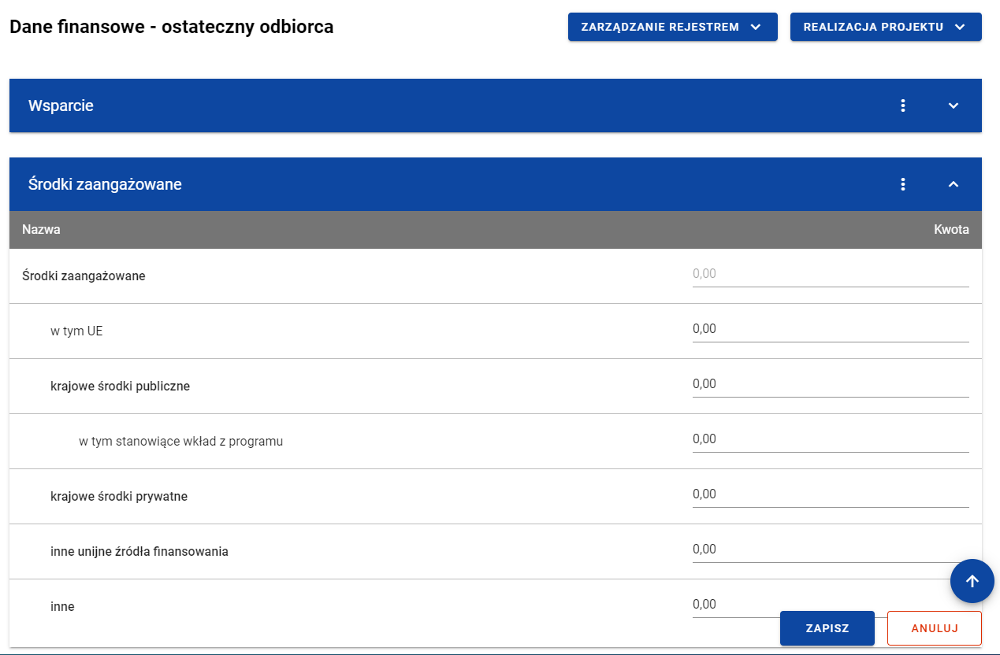 Dane finansowe - ostateczny odbiorca
ZARZĄDZANIE REJESTREM
REALIZACJA PROJEKTU
Wsparcie
Środki zaangażowane
Nazwa Kwota
Środki zaangażowane 0,00
w tym UE 0,00
krajowe środki publiczne 0,00
w tym stanowiące wkład z programu 0,00
krajowe środki prywatne 0,00
inne unijne źródła finansowania 0,00
inne 0,00
ZAPISZ
ANULUJ